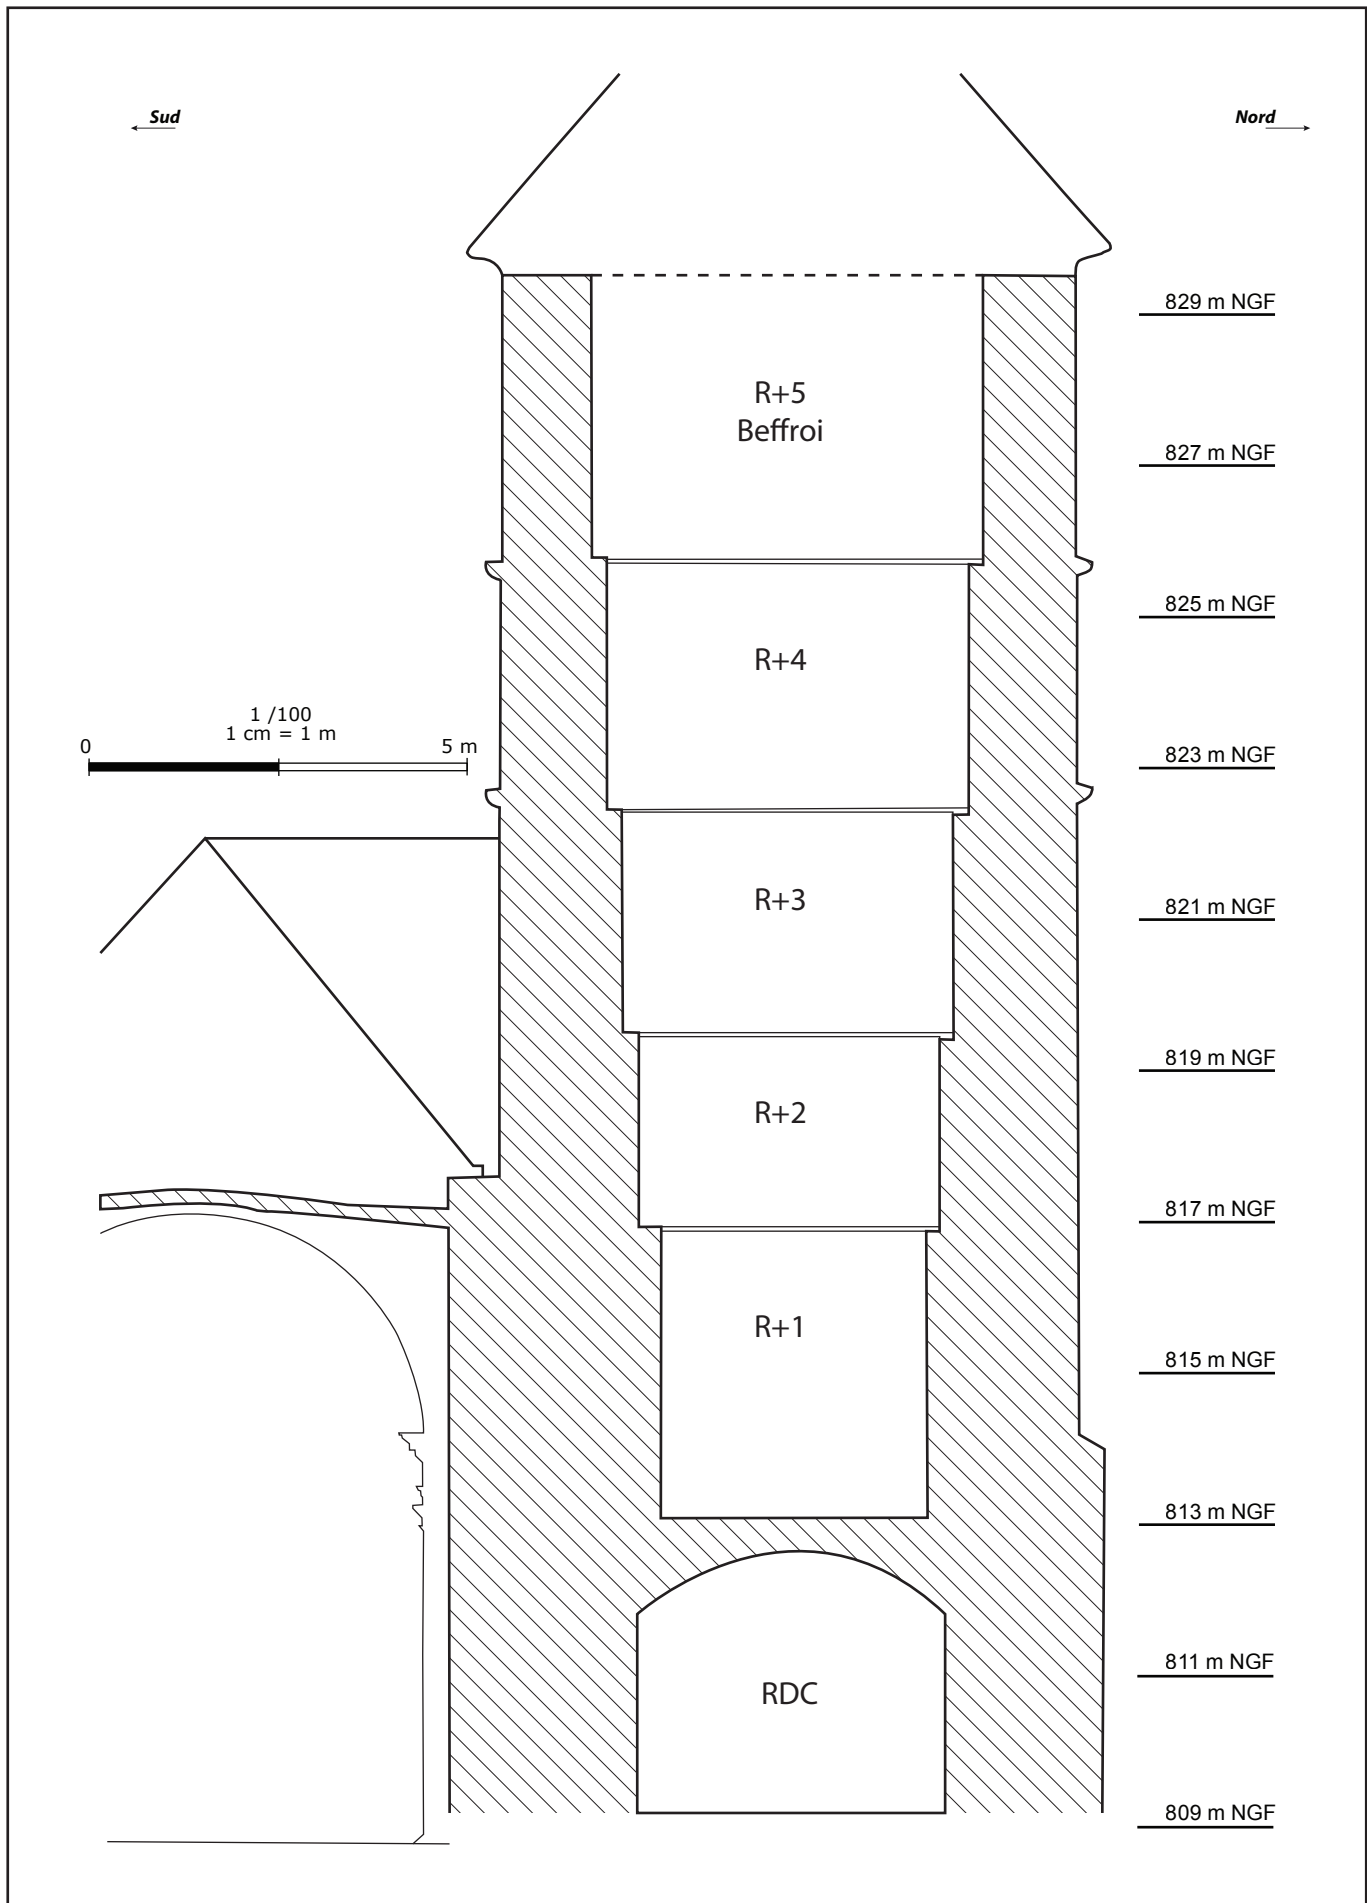 Sud
Nord
829 m NGF
R+5
Beffroi
827 m NGF
825 m NGF
R+4
1 /100
1 cm = 1 m
0
5 m
823 m NGF
R+3
821 m NGF
819 m NGF
R+2
817 m NGF
R+1
815 m NGF
813 m NGF
811 m NGF
RDC
809 m NGF